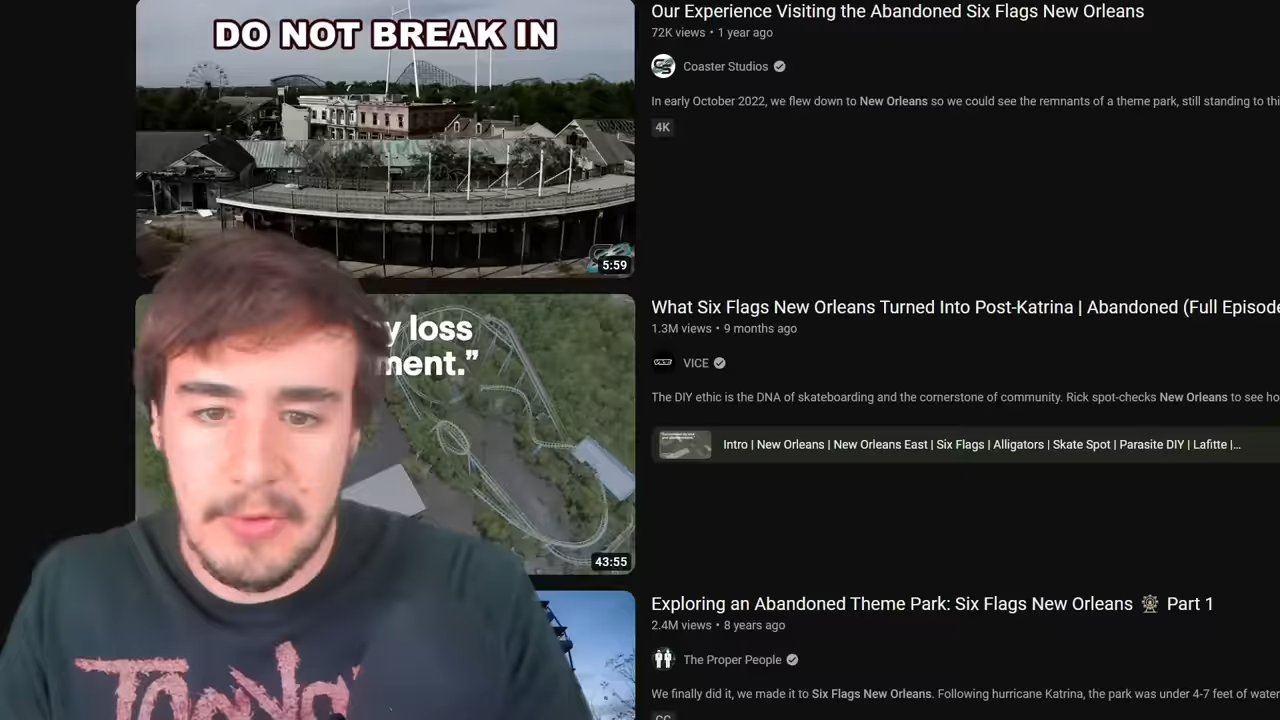 DO NOT BREAK IN
5:59
Our Experience Visiting the Abandoned Six Flags New Orleans
72K views • 1 year ago
Coaster Studios
In early October 2022, we flew down to New Orleans so we could see the remnants of a theme park, still standing to thi
4K
y loss
ment.”
43:55
What Six Flags New Orleans Turned Into Post-Katrina | Abandoned (Full Episode
1.3M views • 9 months ago
VICE
The DIY ethic is the DNA of skateboarding and the cornerstone of community. Rick spot-checks New Orleans to see ho
Intro | New Orleans | New Orleans East | Six Flags | Alligators | Skate Spot | Parasite DIY | Lafitte |...
Exploring an Abandoned Theme Park: Six Flags New Orleans 🎡 Part 1
2.4M views • 8 years ago
The Proper People
We finally did it, we made it to Six Flags New Orleans. Following hurricane Katrina, the park was under 4-7 feet of water
CC